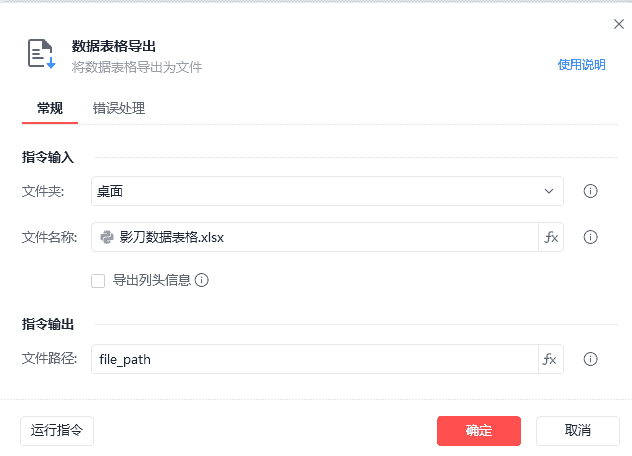 数据表格导出
将数据表格导出为文件
使用说明
常规 错误处理
指令输入
文件夹: 桌面
文件名称: 影刀数据表格.xlsx fx
导出列头信息
指令输出
文件路径: file_path fx
运行指令 确定 取消